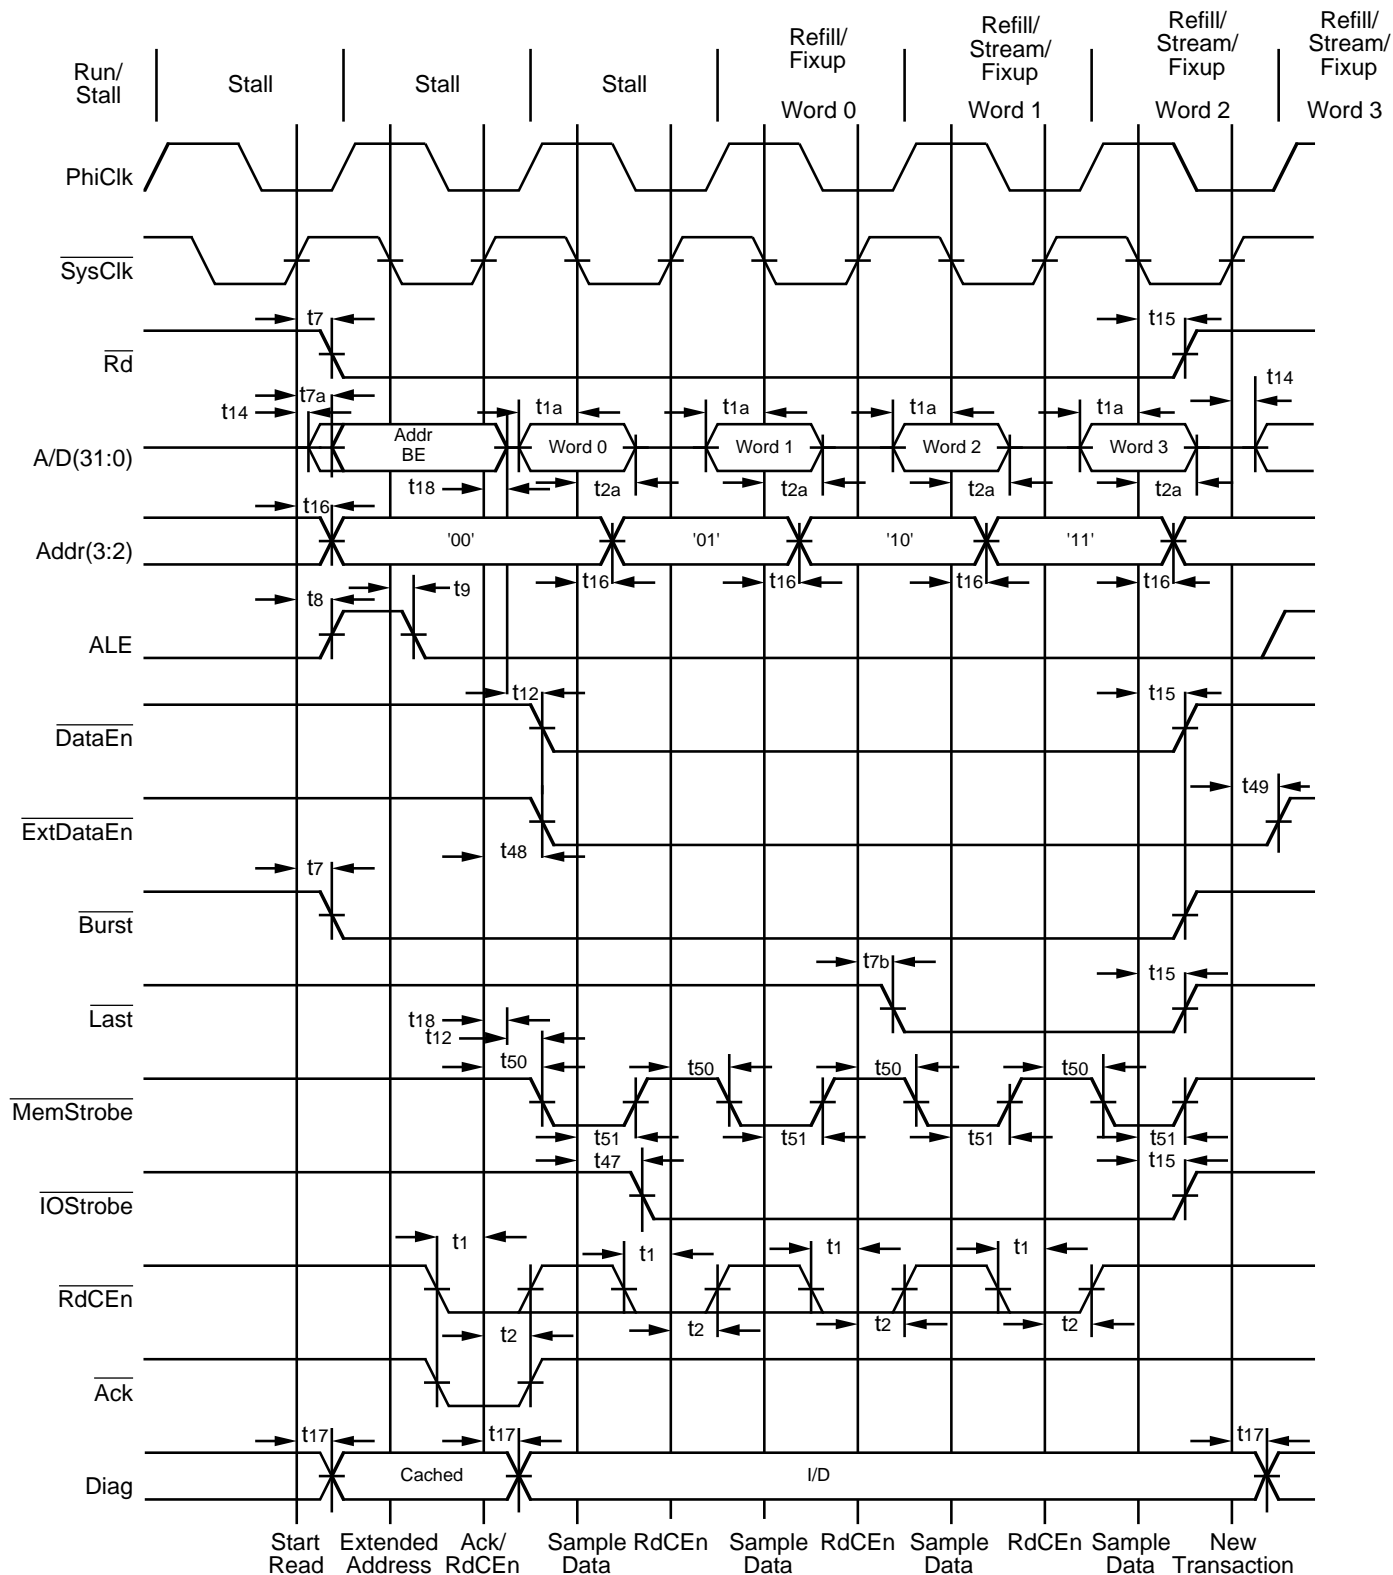 Refill/ Refill/ Refill/ Refill/
Run/ Stall Stall Stall Fixup Stream/ Stream/ Stream/
Stall Fixup Fixup Fixup
Word 0 Word 1 Word 2 Word 3
PhiClk
SysClk
t7 t15
Rd
t7a t14
t14 t1a t1a t1a t1a
A/D(31:0) Addr Word 0 Word 1 Word 2 Word 3
BE
t18 t2a t2a t2a t2a
t16
Addr(3:2) '00' '01' '10' '11'
t16 t16 t16 t16
t9
t8
ALE
t12 t15
DataEn
t49
ExtDataEn
t48
t7
Burst
t7b t15
Last
t18
t12
t50 t50 t50 t50
MemStrobe
t51 t51 t51 t51
t47 t15
IOStrobe
t1 t1 t1 t1
RdCEn
t2 t2 t2 t2
Ack
t17 t17 t17
Diag Cached I/D
Start Extended Ack/ Sample RdCEn Sample RdCEn Sample RdCEn Sample New
Read Address RdCEn Data Data Data Data Transaction